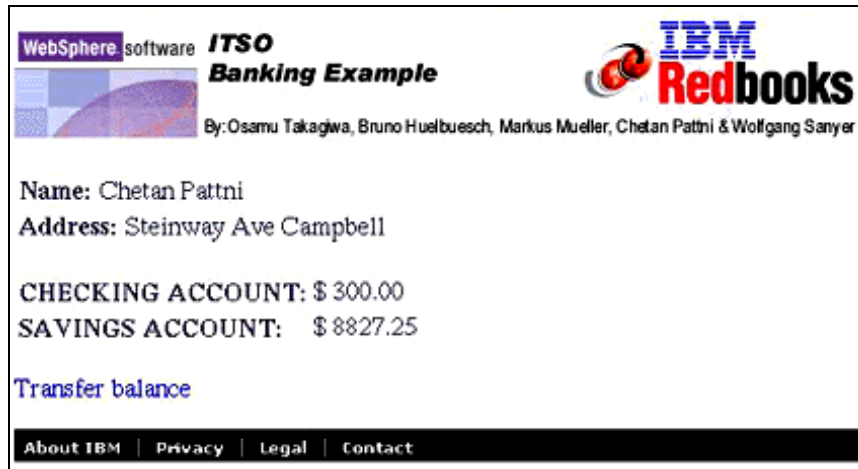 WebSphere software ITSO
Banking Example
IBM
Redbooks
By: Osamu Takagiwa, Bruno Huelbuesch, Markus Mueller, Chetan Pattni & Wolfgang Sanyer
Name: Chetan Pattni
Address: Steinway Ave Campbell
CHECKING ACCOUNT: $ 300.00
SAVINGS ACCOUNT: $ 8827.25
Transfer balance
About IBM | Privacy | Legal | Contact